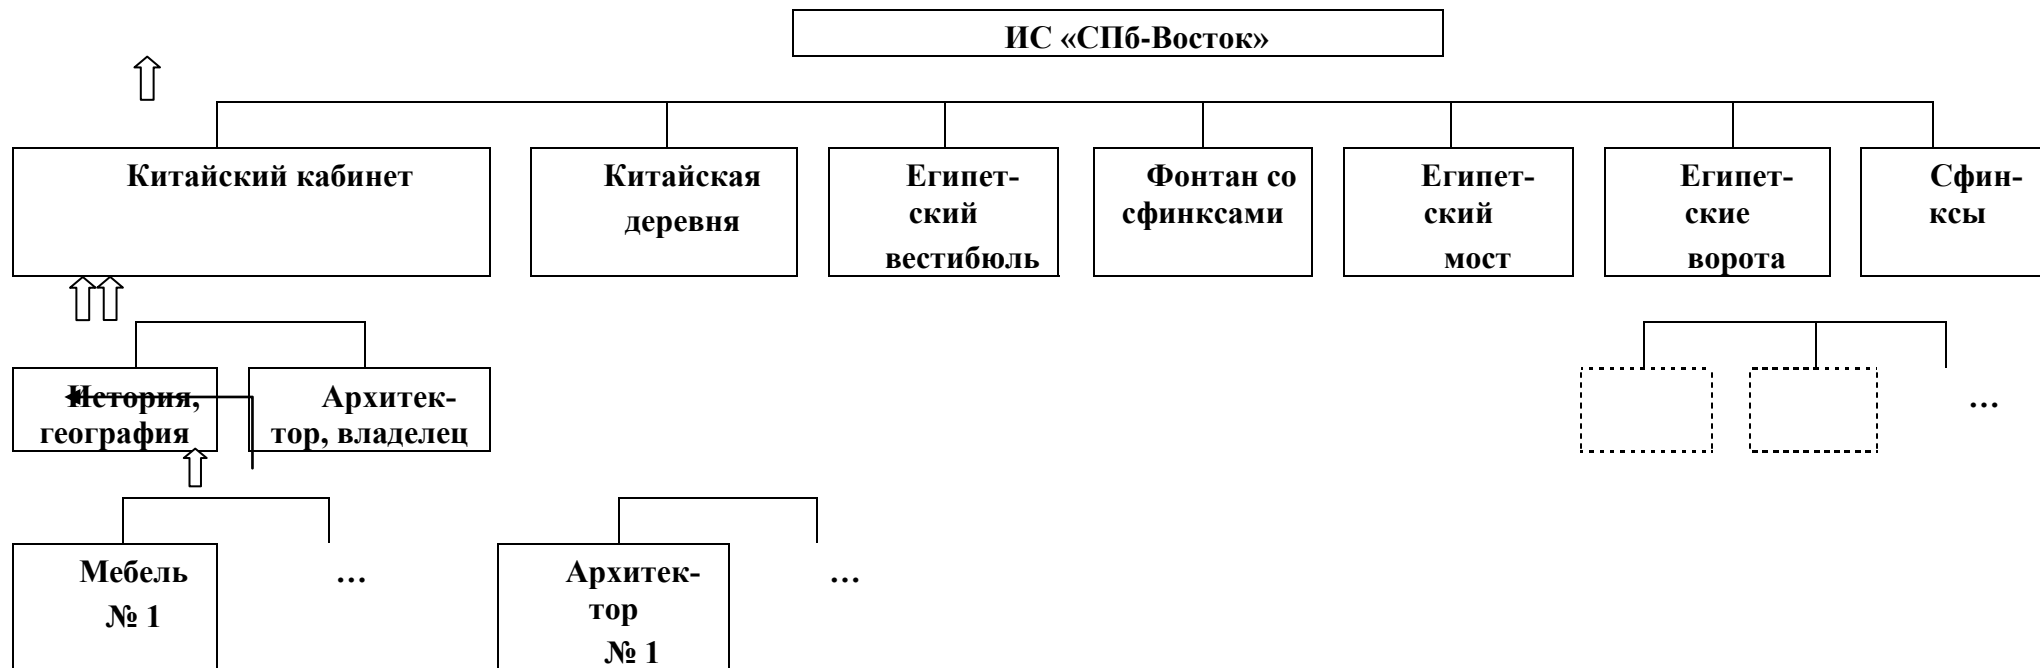 ИС «СПб-Восток»
Китайский кабинет
Китайская
деревня
Египет-
ский
вестибюль
Фонтан со
сфинксами
Египет-
ский
мост
Египет-
ские
ворота
Сфин-
ксы
История,
география
Архитек-
тор, владелец
...
Мебель
№ 1
...
Архитек-
тор
№ 1
...